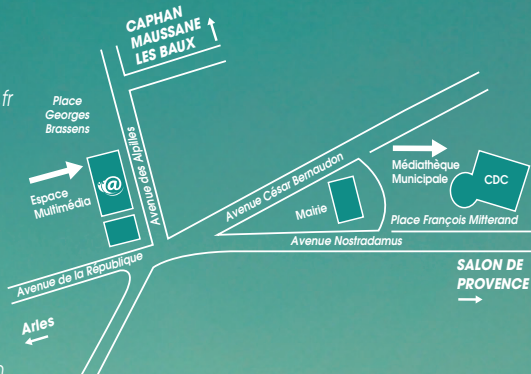 CAPHAN
MAUSSANE
LES BAUX
fr
Place
Georges
Brassens
@
Espace
Multimédia
Avenue des Alpilles
Avenue César Bernaudon
Médiathèque
Municipale
CDC
Mairie
Place François Mitterand
Avenue Nostradamus
Avenue de la République
SALON DE
PROVENCE
Arles